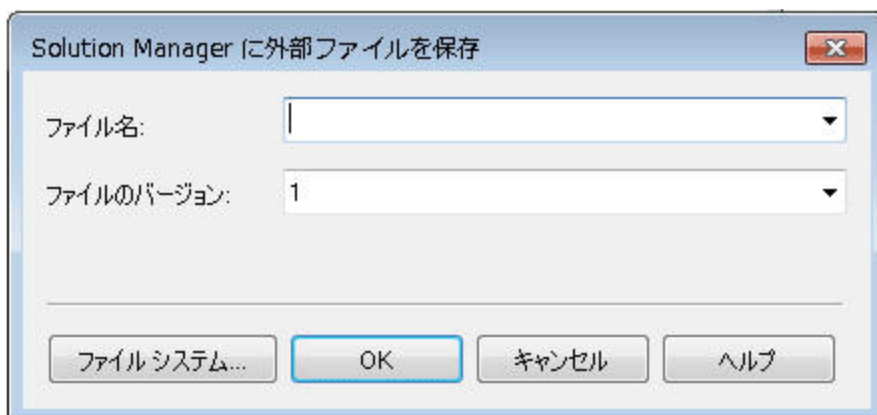 Solution Manager に外部ファイルを保存
ファイル名:
ファイルのバージョン: 1
ファイル システム... OK キャンセル ヘルプ